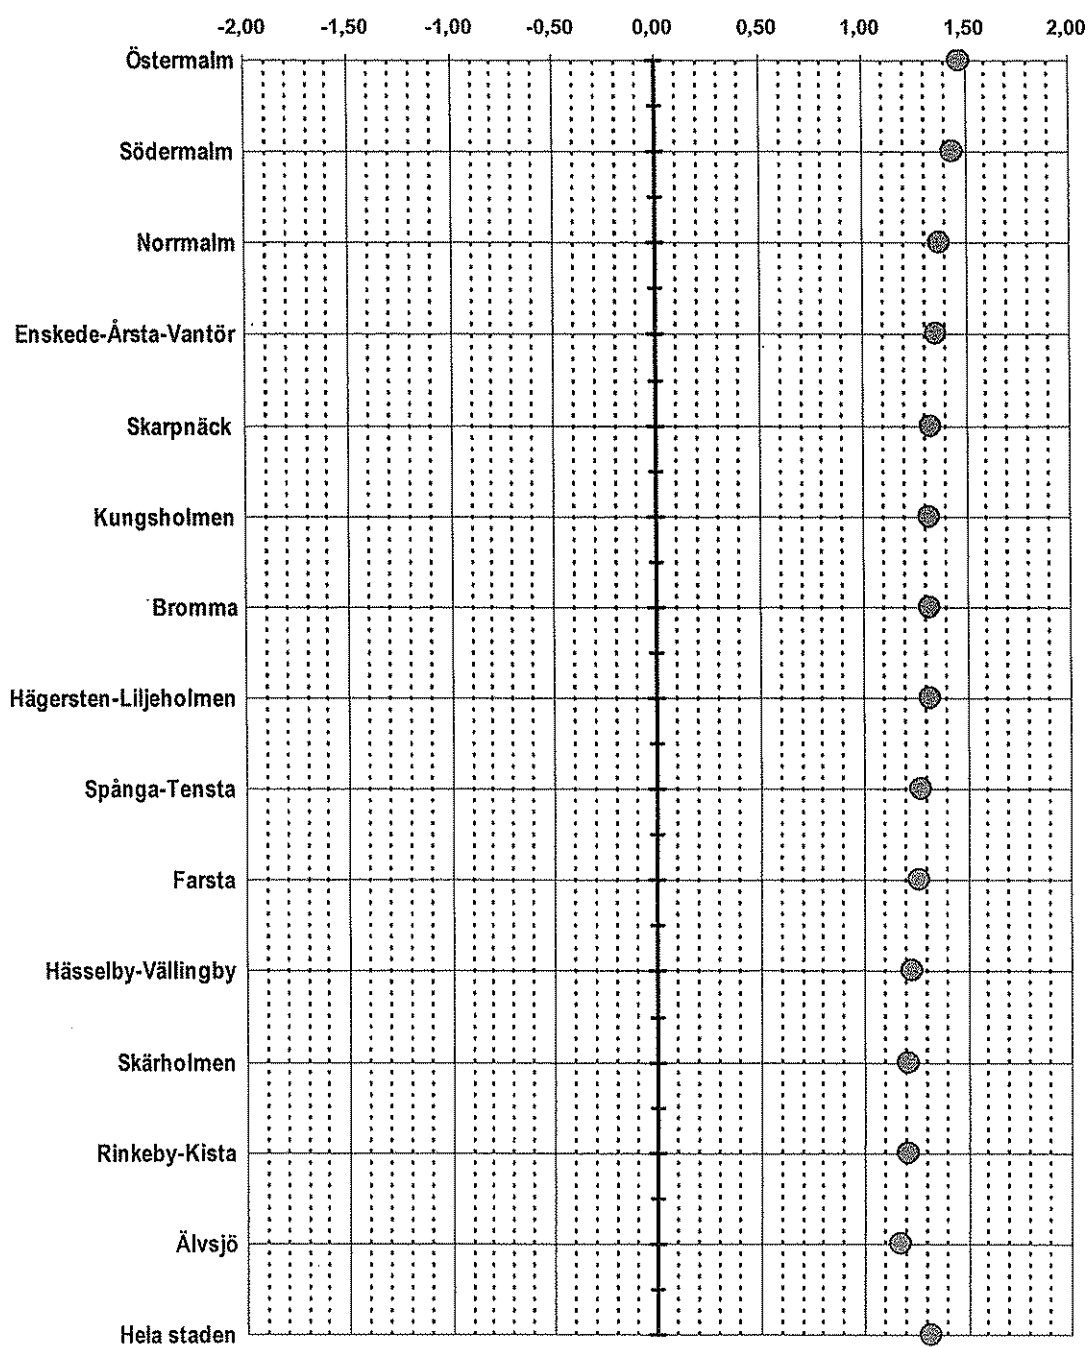 -2,00 -1,50 -1,00 -0,50 0,00 0,50 1,00 1,50 2,00
Östermalm
Södermalm
Norrmalm
Enskede-Årsta-Vantör
Skarpnäck
Kungsholmen
Bromma
Hägersten-Liljeholmen
Spånga-Tensta
Farsta
Hässelby-Vällingby
Skärholmen
Rinkeby-Kista
Älvsjö
Hela staden